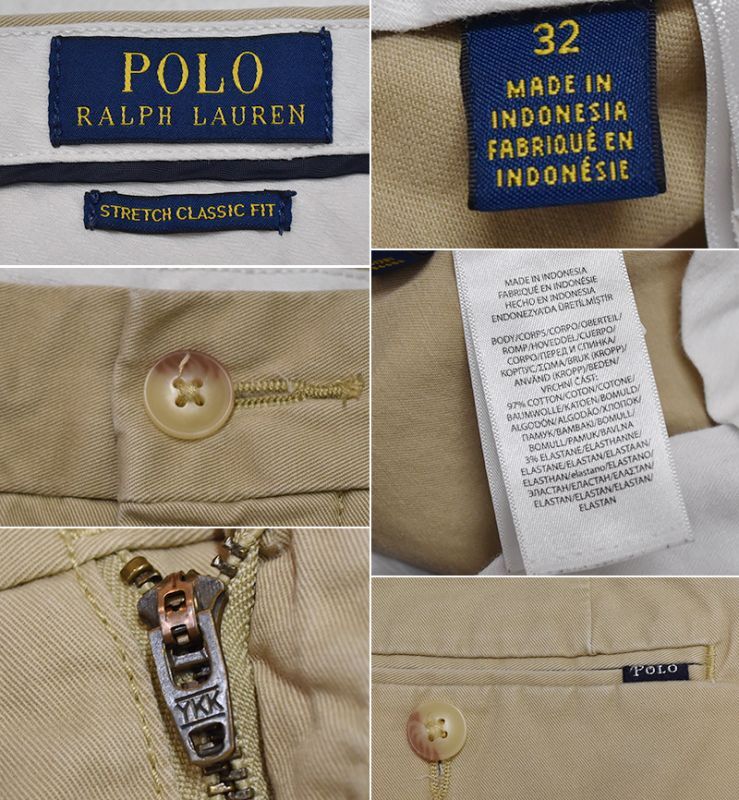 POLO
RALPH LAUREN
STRETCH CLASSIC FIT
32
MADE IN
INDONESIA
FABRIQUÉ EN
INDONÉSIE
MADE IN INDONESIA
FABRIQUÉ EN INDONÉSIE
HECHO EN INDONESIA
ENDONEZYA'DA ÜRETİLMİŞTİR
BODY/CORPS/CORPO/OBERTEIL/
ROMP/HOVEDDEL/CUERPO/
CORPO/ПЕРЕД И СПИНКА/
ΚΟΡΠΥΣ/ΣΩΜΑ/BRUK (KROPP)/
ANVÄND (KROPP)/BEDEN/
VRCHNÍ ČÁST:
97% COTTON/COTON/COTONE/
BAUMWOLLE/KATOEN/BOMULD/
ALGODÓN/ALGODÃO/ХЛОПОК/
ПАМУК/ΒΑΜΒΑΚΙ/BOMULL/
BOMULL/PAMUK/BAVLNA
3% ELASTANE/ÉLASTHANNE/
ELASTANE/ELASTAN/ELASTAAN/
ELASTHAN/elastano/ELASTANO/
ЭЛАСТАН/ЕЛАСТАН/ΕΛΑΣΤΑΝ/
ELASTAN/ELASTAN/ELASTAN/
ELASTAN
YKK
POLO